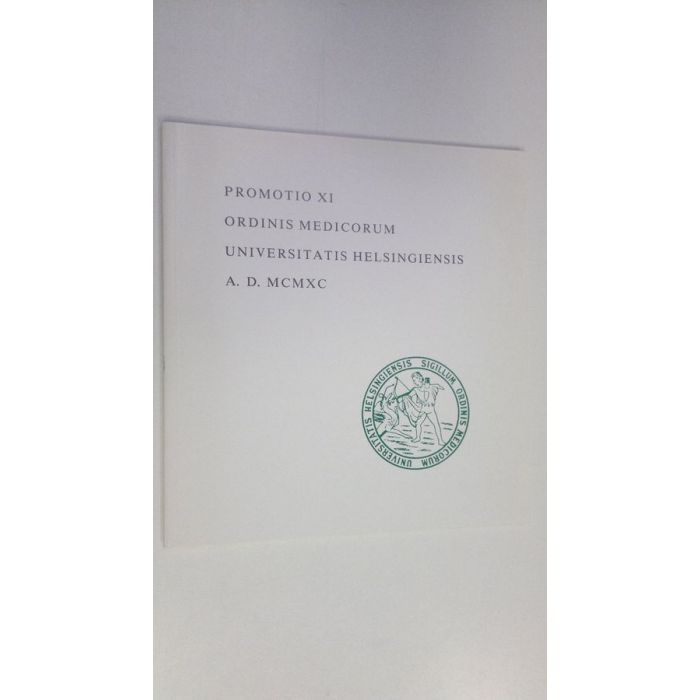 PROMOTIO XI
ORDINIS MEDICORUM
UNIVERSITATIS HELSINGIENSIS
A. D. MCMXC
UNIVERSITATIS HELSINGIENSIS SIGILLUM ORDINIS MEDICORUM